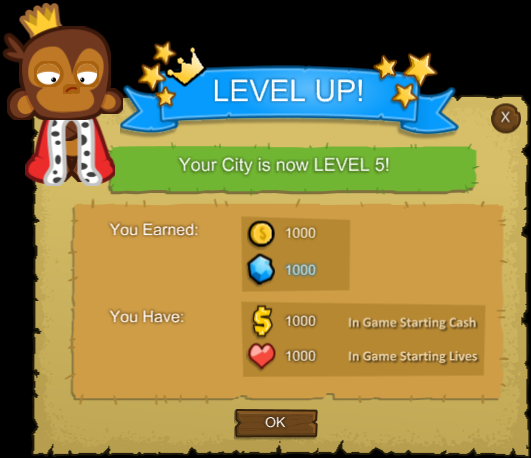 LEVEL UP!
X
Your City is now LEVEL 5!
You Earned:
$ 1000
1000
You Have:
$ 1000 In Game Starting Cash
1000 In Game Starting Lives
OK